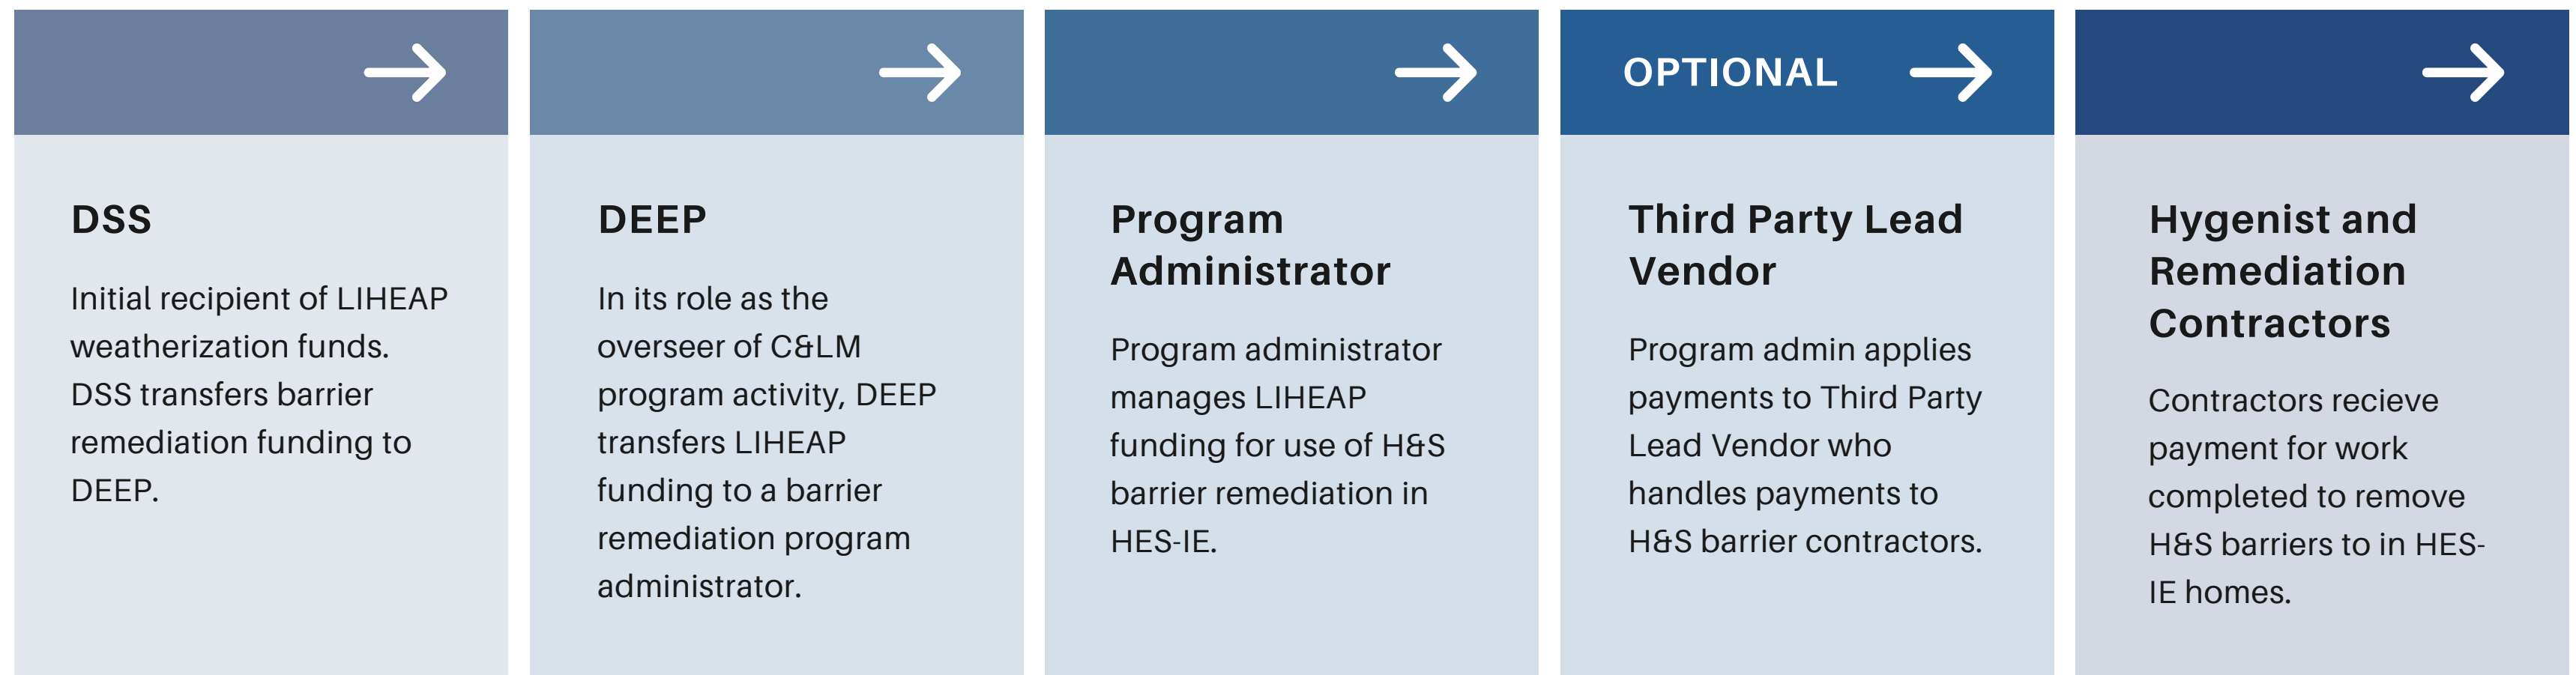 DSS
Initial recipient of LIHEAP
weatherization funds.
DSS transfers barrier
remediation funding to
DEEP.
DEEP
In its role as the
overseer of C&LM
program activity, DEEP
transfers LIHEAP
funding to a barrier
remediation program
administrator.
Program
Administrator
Program administrator
manages LIHEAP
funding for use of H&S
barrier remediation in
HES-IE.
OPTIONAL
Third Party Lead
Vendor
Program admin applies
payments to Third Party
Lead Vendor who
handles payments to
H&S barrier contractors.
Hygenist and
Remediation
Contractors
Contractors recieve
payment for work
completed to remove
H&S barriers to in HES-
IE homes.